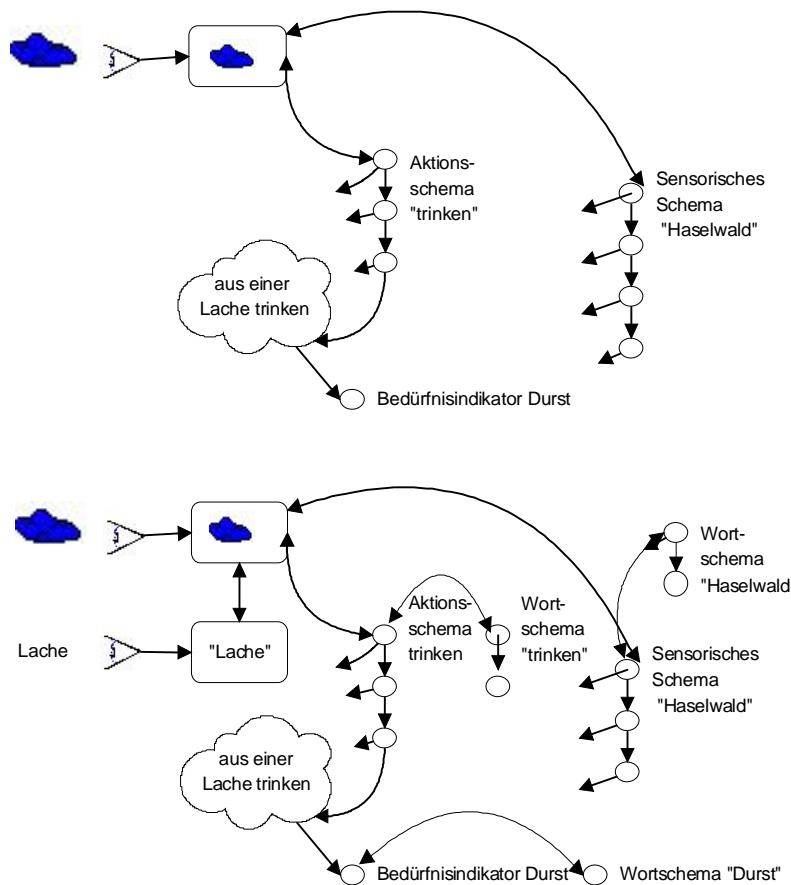 Aktions-
schema
"trinken"
Sensorisches
Schema
"Haselwald"
aus einer
Lache trinken
Bedürfnisindikator Durst
Wort-
schema
"Haselwald
Aktions-
schema
trinken
Wort-
schema
"trinken"
Lache
"Lache"
Sensorisches
Schema
"Haselwald"
aus einer
Lache trinken
Bedürfnisindikator Durst
Wortschema "Durst"